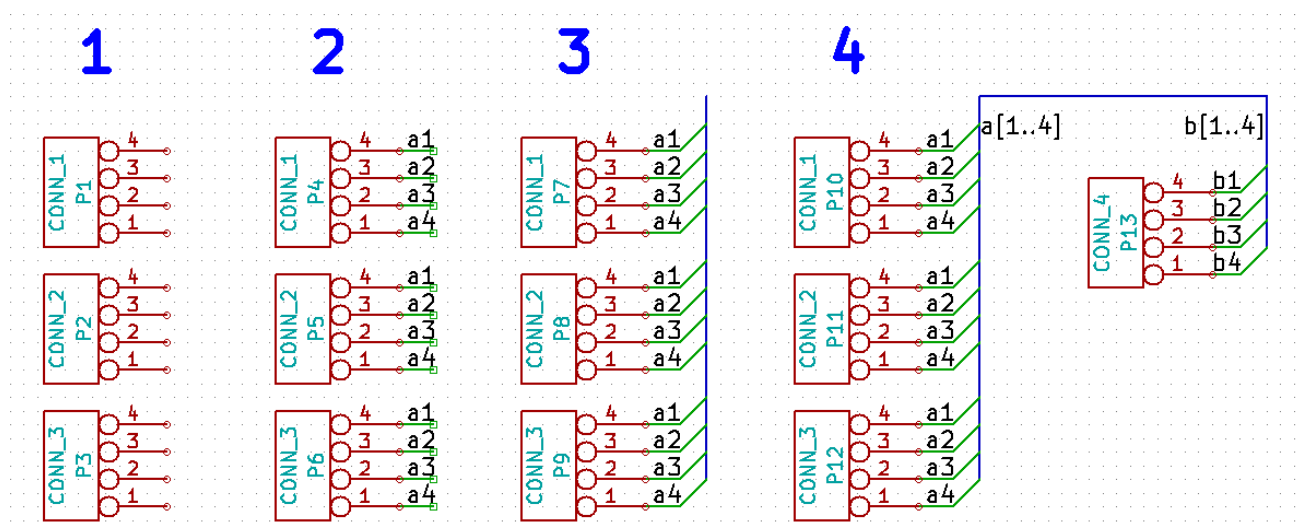 1 2 3 4
a[1..4] b[1..4]
CONN_1
P1
4
3
2
1
CONN_2
P2
4
3
2
1
CONN_3
P3
4
3
2
1
CONN_1
P4
4 a1
3 a2
2 a3
1 a4
CONN_2
P5
4 a1
3 a2
2 a3
1 a4
CONN_3
P6
4 a1
3 a2
2 a3
1 a4
CONN_1
P7
4 a1
3 a2
2 a3
1 a4
CONN_2
P8
4 a1
3 a2
2 a3
1 a4
CONN_3
P9
4 a1
3 a2
2 a3
1 a4
CONN_1
P10
4 a1
3 a2
2 a3
1 a4
CONN_2
P11
4 a1
3 a2
2 a3
1 a4
CONN_3
P12
4 a1
3 a2
2 a3
1 a4
CONN_4
P13
4 b1
3 b2
2 b3
1 b4